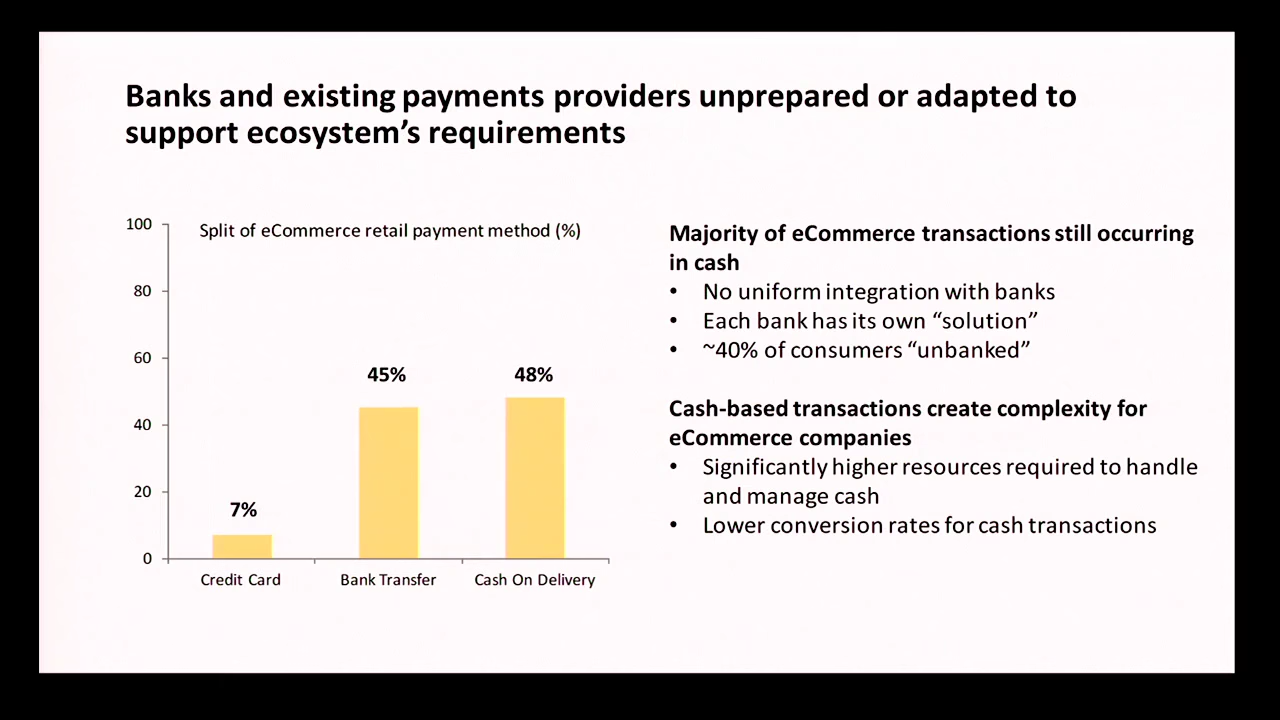 Banks and existing payments providers unprepared or adapted to
support ecosystem's requirements
Split of eCommerce retail payment method (%)
100
80
60
40
20
0
7%
45%
48%
Credit Card
Bank Transfer
Cash On Delivery
Majority of eCommerce transactions still occurring
in cash
• No uniform integration with banks
• Each bank has its own “solution”
• ~40% of consumers “unbanked”
Cash-based transactions create complexity for
eCommerce companies
• Significantly higher resources required to handle
and manage cash
• Lower conversion rates for cash transactions